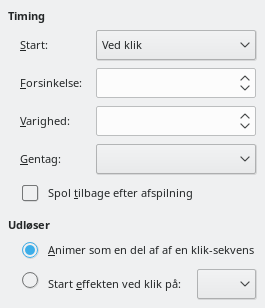 Timing
Start:
Ved klik
Forsinkelse:
Varighed:
Gentag:
Spol tilbage efter afspilning
Udløser
Animer som en del af af en klik-sekvens
Start effekten ved klik på: